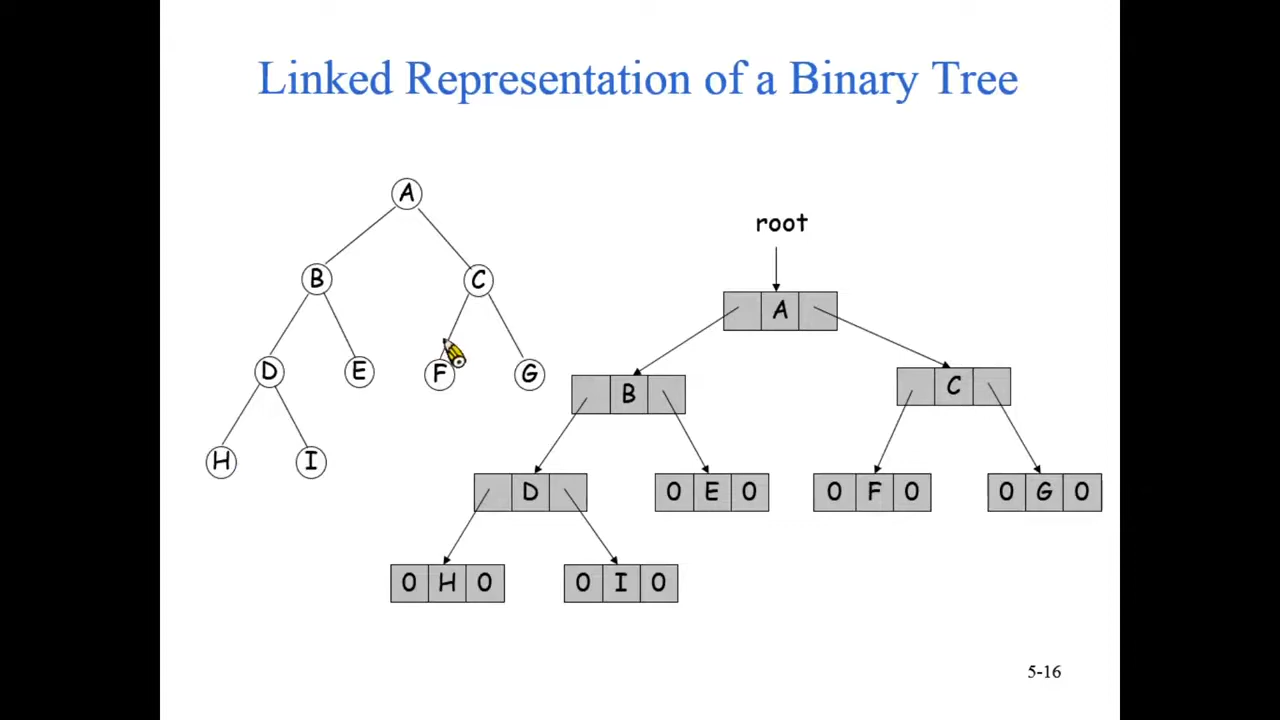 Linked Representation of a Binary Tree
A
B C
D E F G
H I
root
A
B C
D 0 E 0 0 F 0 0 G 0
0 H 0 0 I 0
5-16